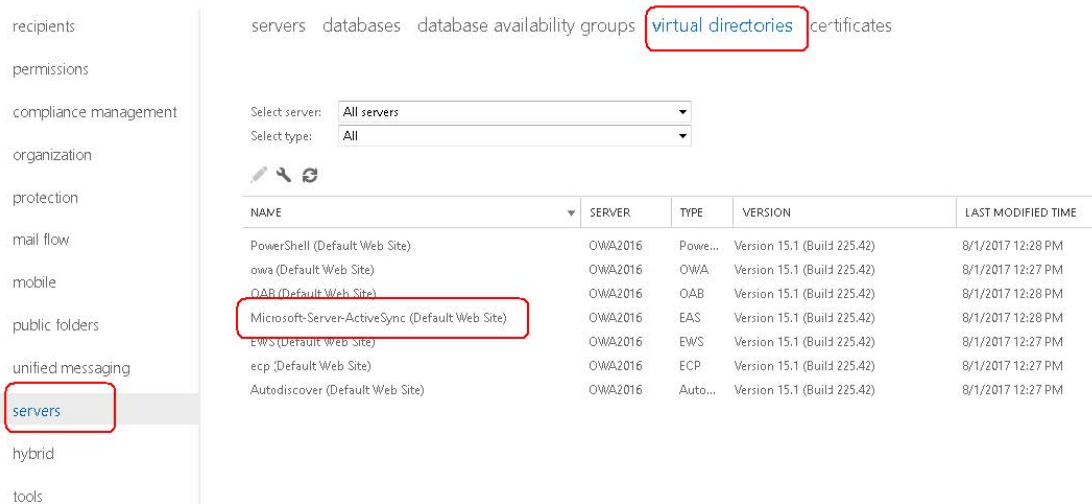 recipients
permissions
compliance management
organization
protection
mail flow
mobile
public folders
unified messaging
servers
hybrid
tools
servers databases database availability groups virtual directories certificates
Select server: All servers
Select type: All
NAME SERVER TYPE VERSION LAST MODIFIED TIME
PowerShell (Default Web Site) OWA2016 Powe... Version 15.1 (Build 225.42) 8/1/2017 12:28 PM
owa (Default Web Site) OWA2016 OWA Version 15.1 (Build 225.42) 8/1/2017 12:27 PM
OAB (Default Web Site) OWA2016 OAB Version 15.1 (Build 225.42) 8/1/2017 12:28 PM
Microsoft-Server-ActiveSync (Default Web Site) OWA2016 EAS Version 15.1 (Build 225.42) 8/1/2017 12:28 PM
EWS (Default Web Site) OWA2016 EWS Version 15.1 (Build 225.42) 8/1/2017 12:27 PM
ecp (Default Web Site) OWA2016 ECP Version 15.1 (Build 225.42) 8/1/2017 12:27 PM
Autodiscover (Default Web Site) OWA2016 Auto... Version 15.1 (Build 225.42) 8/1/2017 12:27 PM